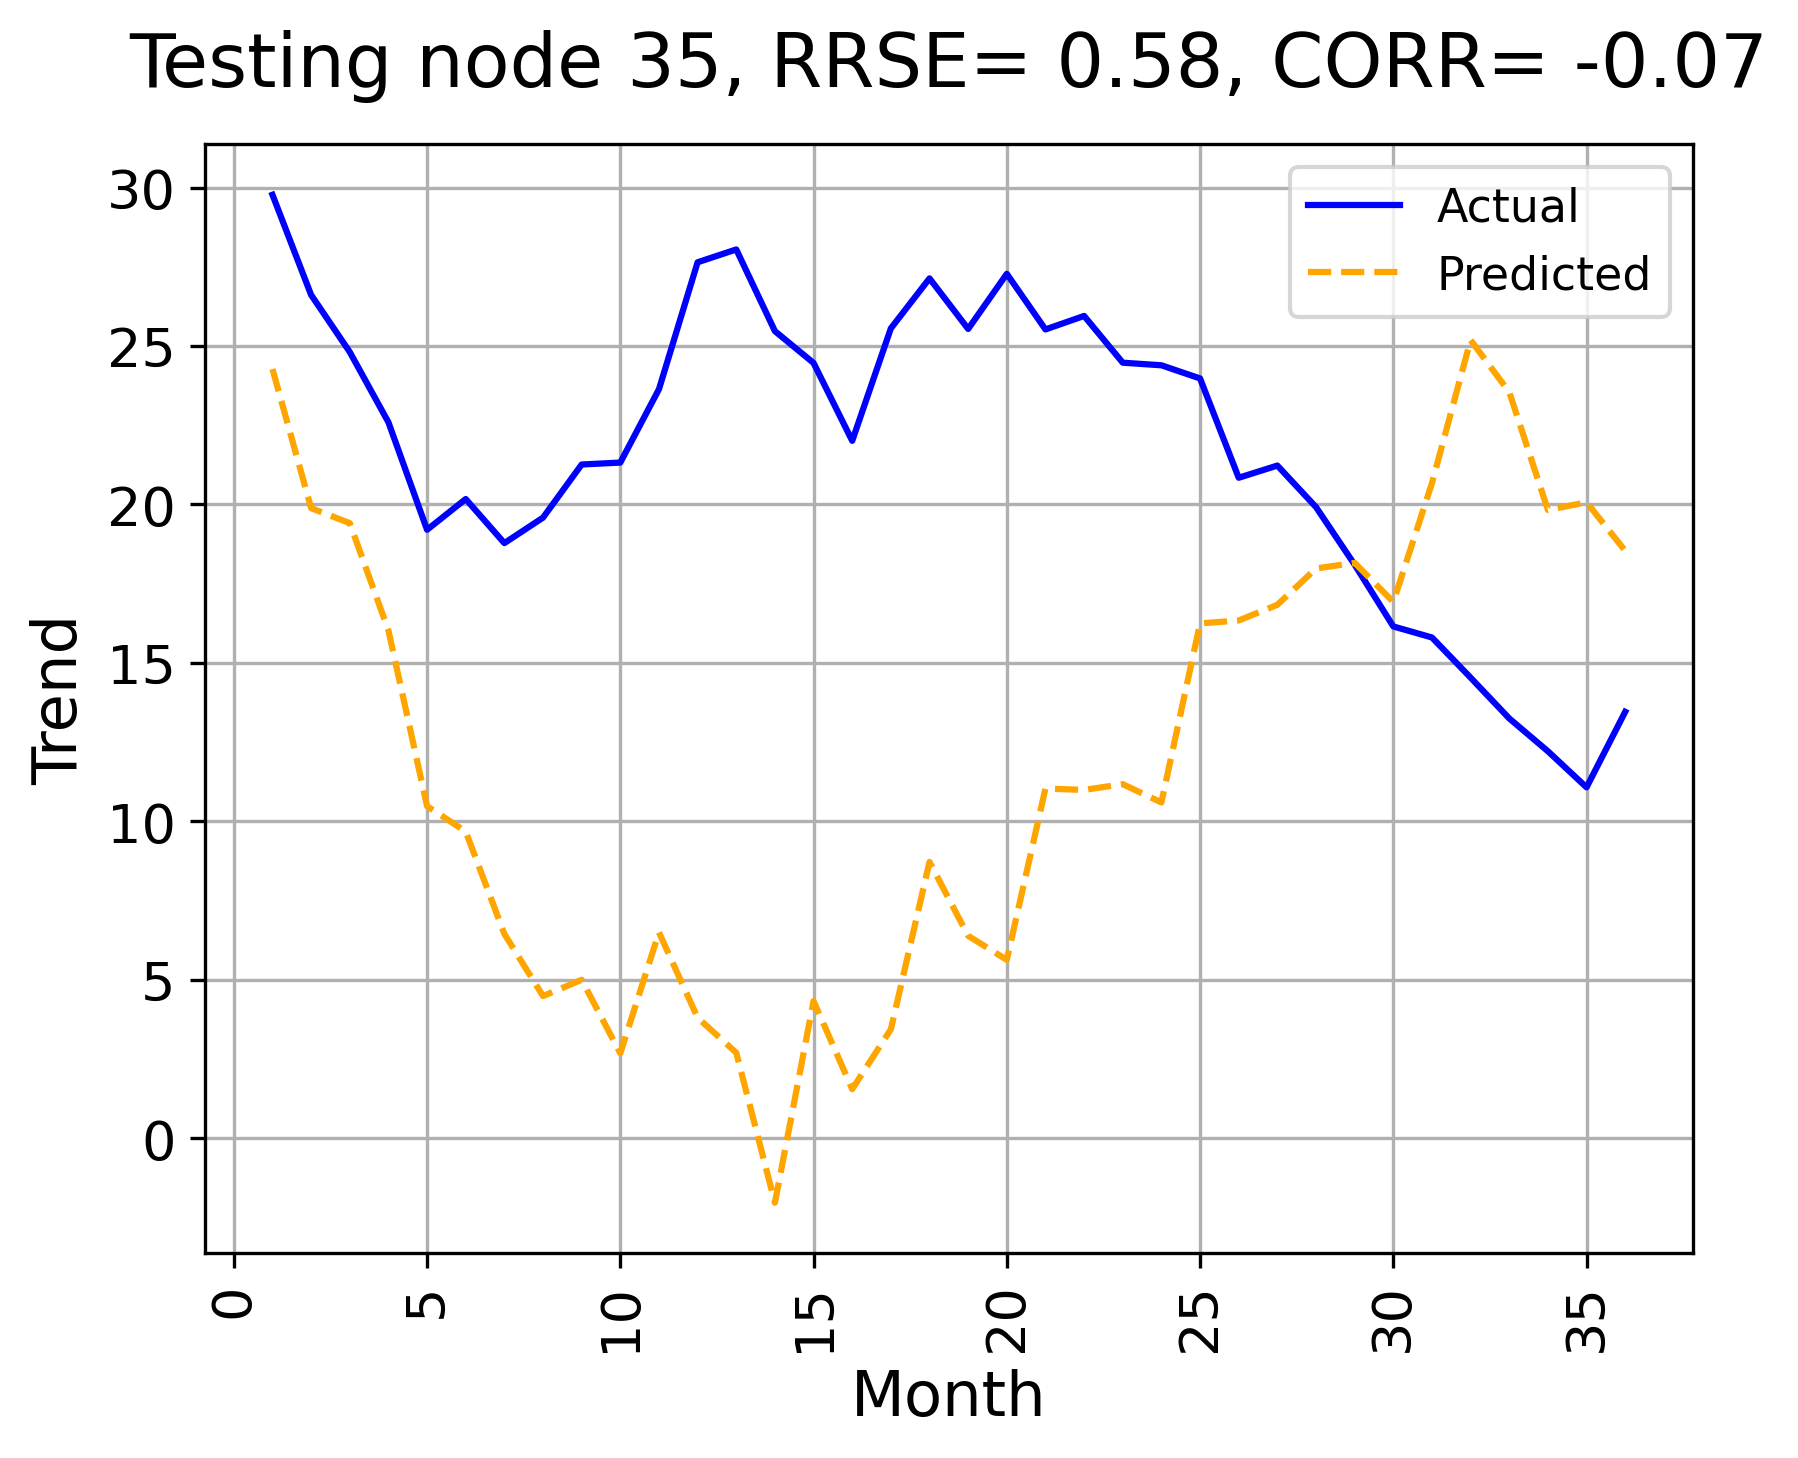 Testing node 35, RRSE= 0.58, CORR= -0.07
Actual
Predicted
30
25
20
15
10
5
0
Trend
0 5 10 15 20 25 30 35
Month